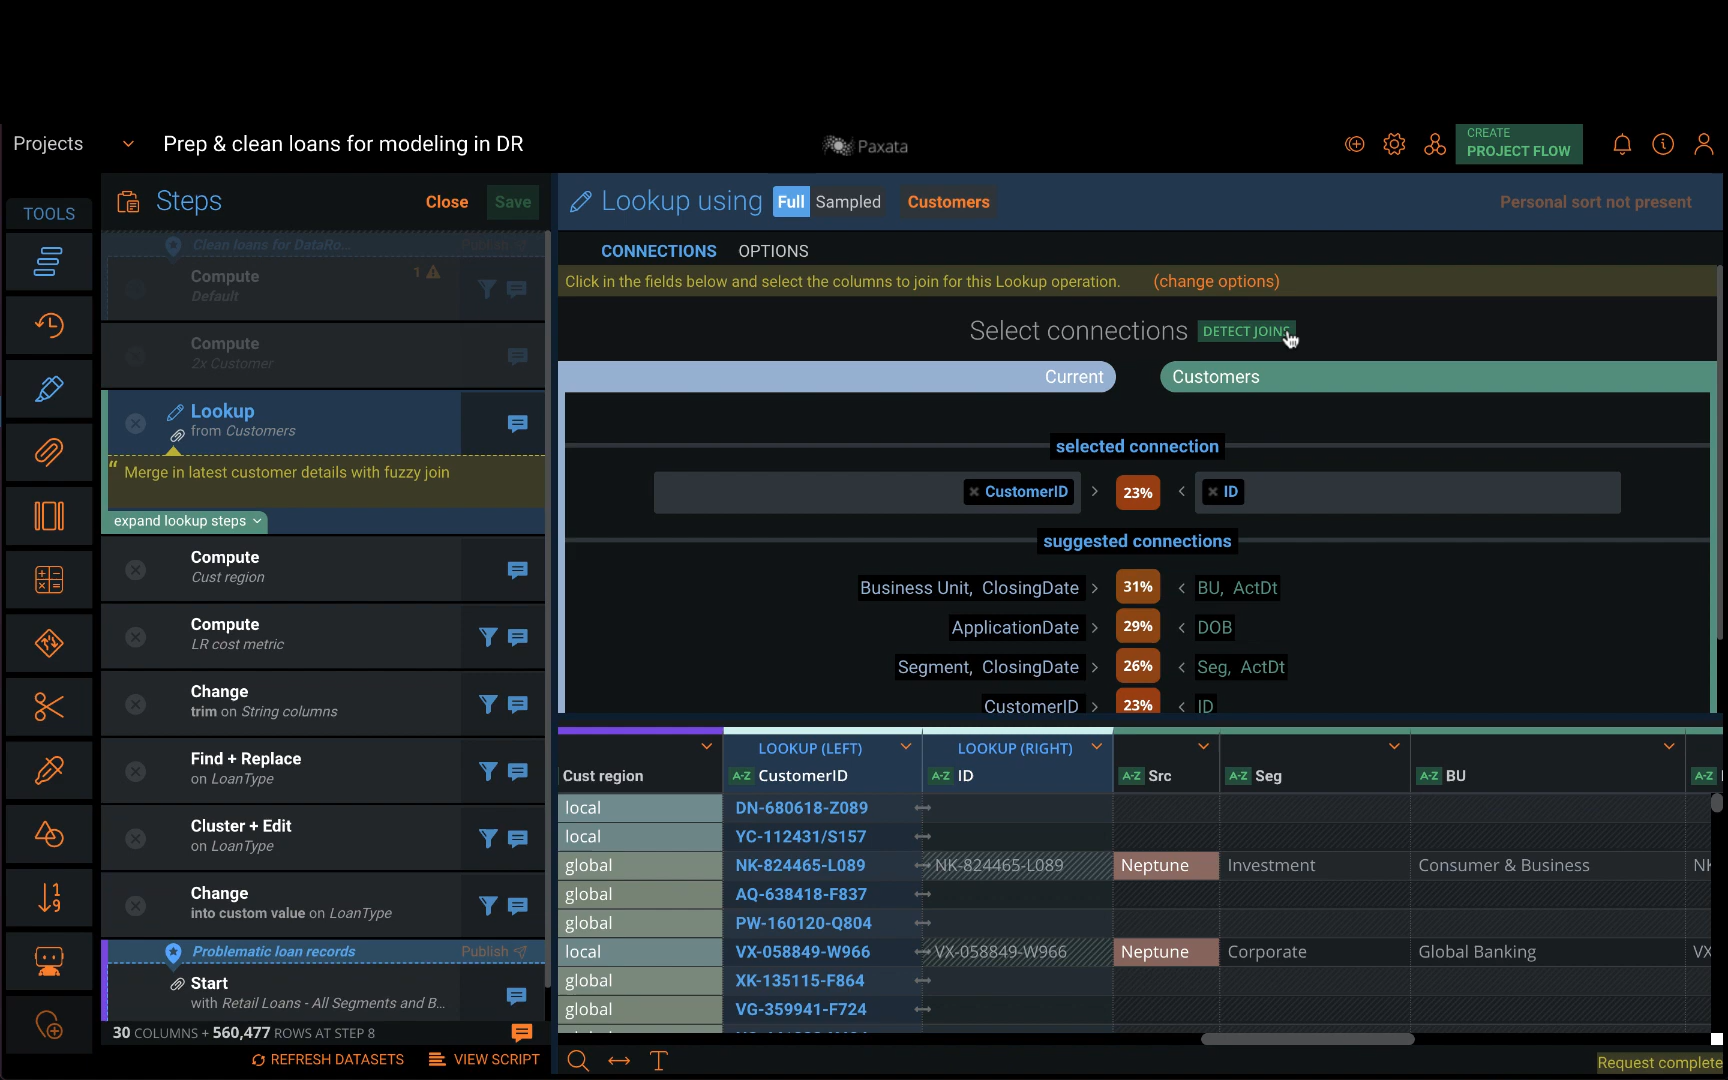 Projects
Prep & clean loans for modeling in DR
Paxata
CREATE
PROJECT FLOW
TOOLS
Steps
Close
Save
Clean loans for DataRo...
Publish
Compute
1
Default
Compute
2x Customer
Lookup
from Customers
“ Merge in latest customer details with fuzzy join
expand lookup steps
Compute
Cust region
Compute
LR cost metric
Change
trim on String columns
Find + Replace
on LoanType
Cluster + Edit
on LoanType
Change
into custom value on LoanType
Problematic loan records
Publish
Start
with Retail Loans - All Segments and B...
30 COLUMNS + 560,477 ROWS AT STEP 8
REFRESH DATASETS
VIEW SCRIPT
Lookup using Full Sampled Customers
Personal sort not present
CONNECTIONS OPTIONS
Click in the fields below and select the columns to join for this Lookup operation. (change options)
Select connections DETECT JOINS
Current
Customers
selected connection
× CustomerID > 23% < × ID
suggested connections
Business Unit, ClosingDate > 31% < BU, ActDt
ApplicationDate > 29% < DOB
Segment, ClosingDate > 26% < Seg, ActDt
CustomerID > 23% < ID
LOOKUP (LEFT) LOOKUP (RIGHT)
Cust region A-Z CustomerID A-Z ID A-Z Src A-Z Seg A-Z BU A-Z
local DN-680618-Z089
local YC-112431/S157
global NK-824465-L089 NK-824465-L089 Neptune Investment Consumer & Business
global AQ-638418-F837
global PW-160120-Q804
local VX-058849-W966 VX-058849-W966 Neptune Corporate Global Banking VX
global XK-135115-F864
global VG-359941-F724
Request complete